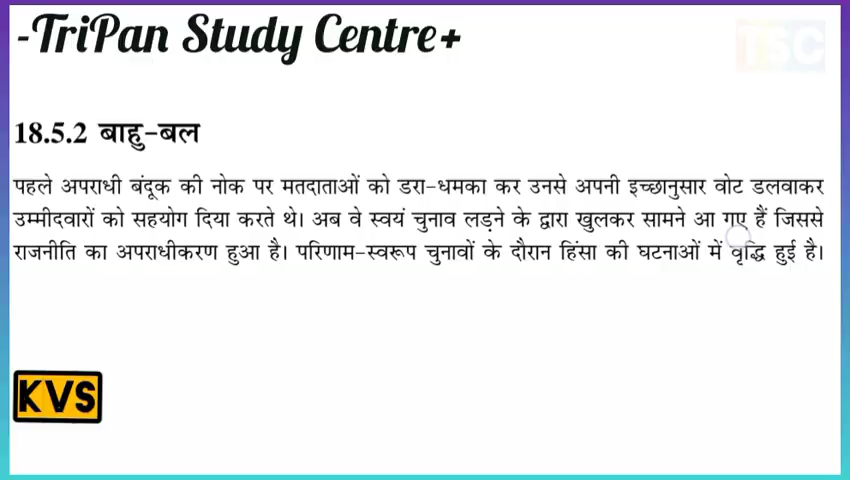 -TriPan Study Centre+
TSC
18.5.2 बाहु-बल
पहले अपराधी बंदूक की नोक पर मतदाताओं को डरा-धमका कर उनसे अपनी इच्छानुसार वोट डलवाकर
उम्मीदवारों को सहयोग दिया करते थे। अब वे स्वयं चुनाव लड़ने के द्वारा खुलकर सामने आ गए हैं जिससे
राजनीति का अपराधीकरण हुआ है। परिणाम-स्वरूप चुनावों के दौरान हिंसा की घटनाओं में वृद्धि हुई है।
KVS